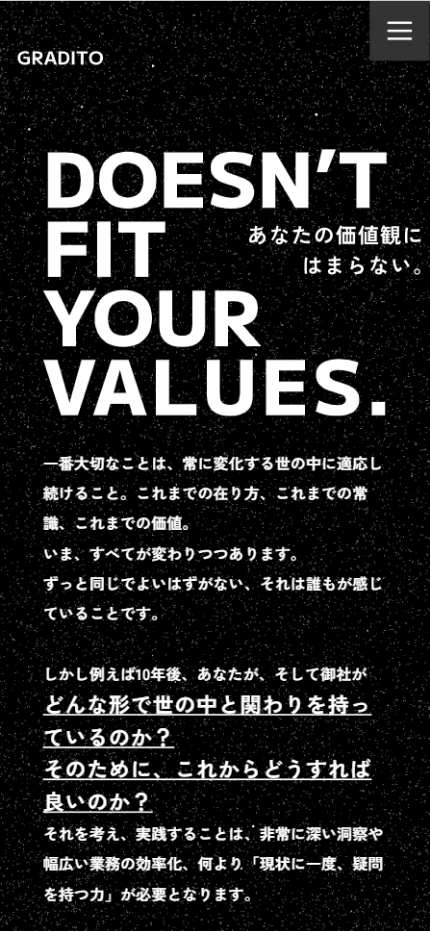 GRADITO
DOESN'T
FIT
あなたの価値観に
はまらない。
YOUR
VALUES.
一番大切なことは、常に変化する世の中に適応し
続けること。これまでの在り方、これまでの常
識、これまでの価値。
いま、すべてが変わりつつあります。
ずっと同じでよいはずがない、それは誰もが感じ
ていることです。
しかし例えば10年後、あなたが、そして御社が
どんな形で世の中と関わりを持っ
ているのか？
そのために、これからどうすれば
良いのか？
それを考え、実践することは、非常に深い洞察や
幅広い業務の効率化、何より「現状に一度、疑問
を持つ力」が必要となります。